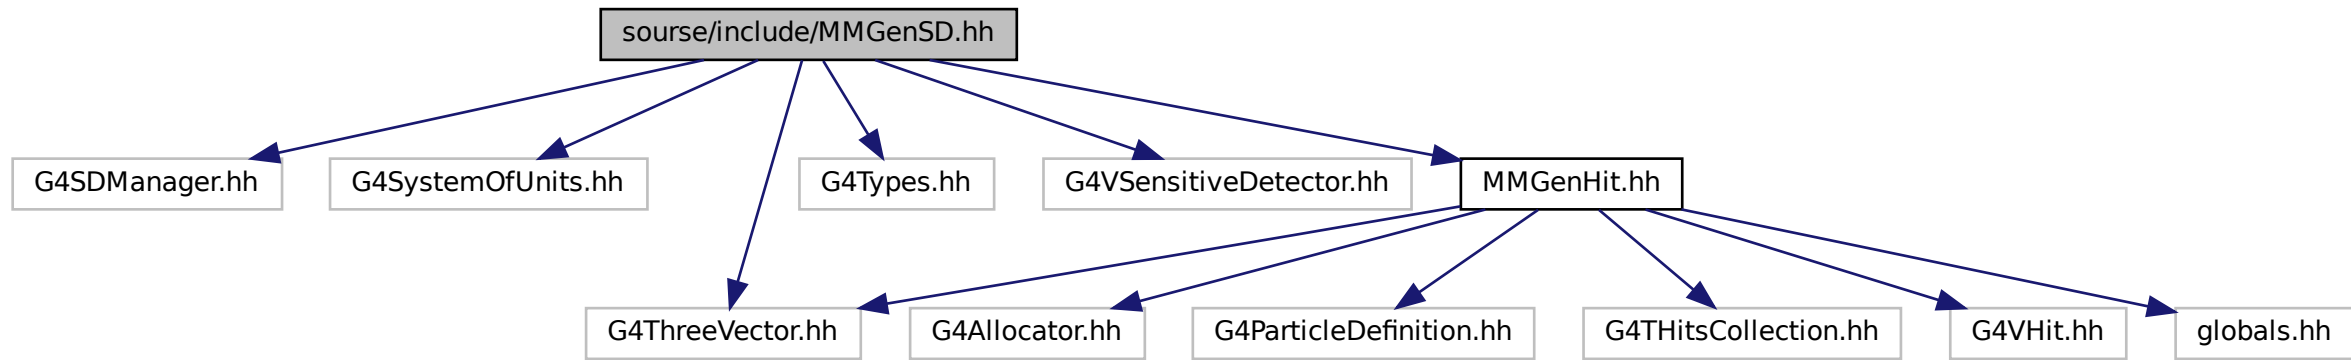 sourse/include/MMGenSD.hh
G4SDManager.hh
G4SystemOfUnits.hh
G4Types.hh
G4VSensitiveDetector.hh
MMGenHit.hh
G4ThreeVector.hh
G4Allocator.hh
G4ParticleDefinition.hh
G4THitsCollection.hh
G4VHit.hh
globals.hh